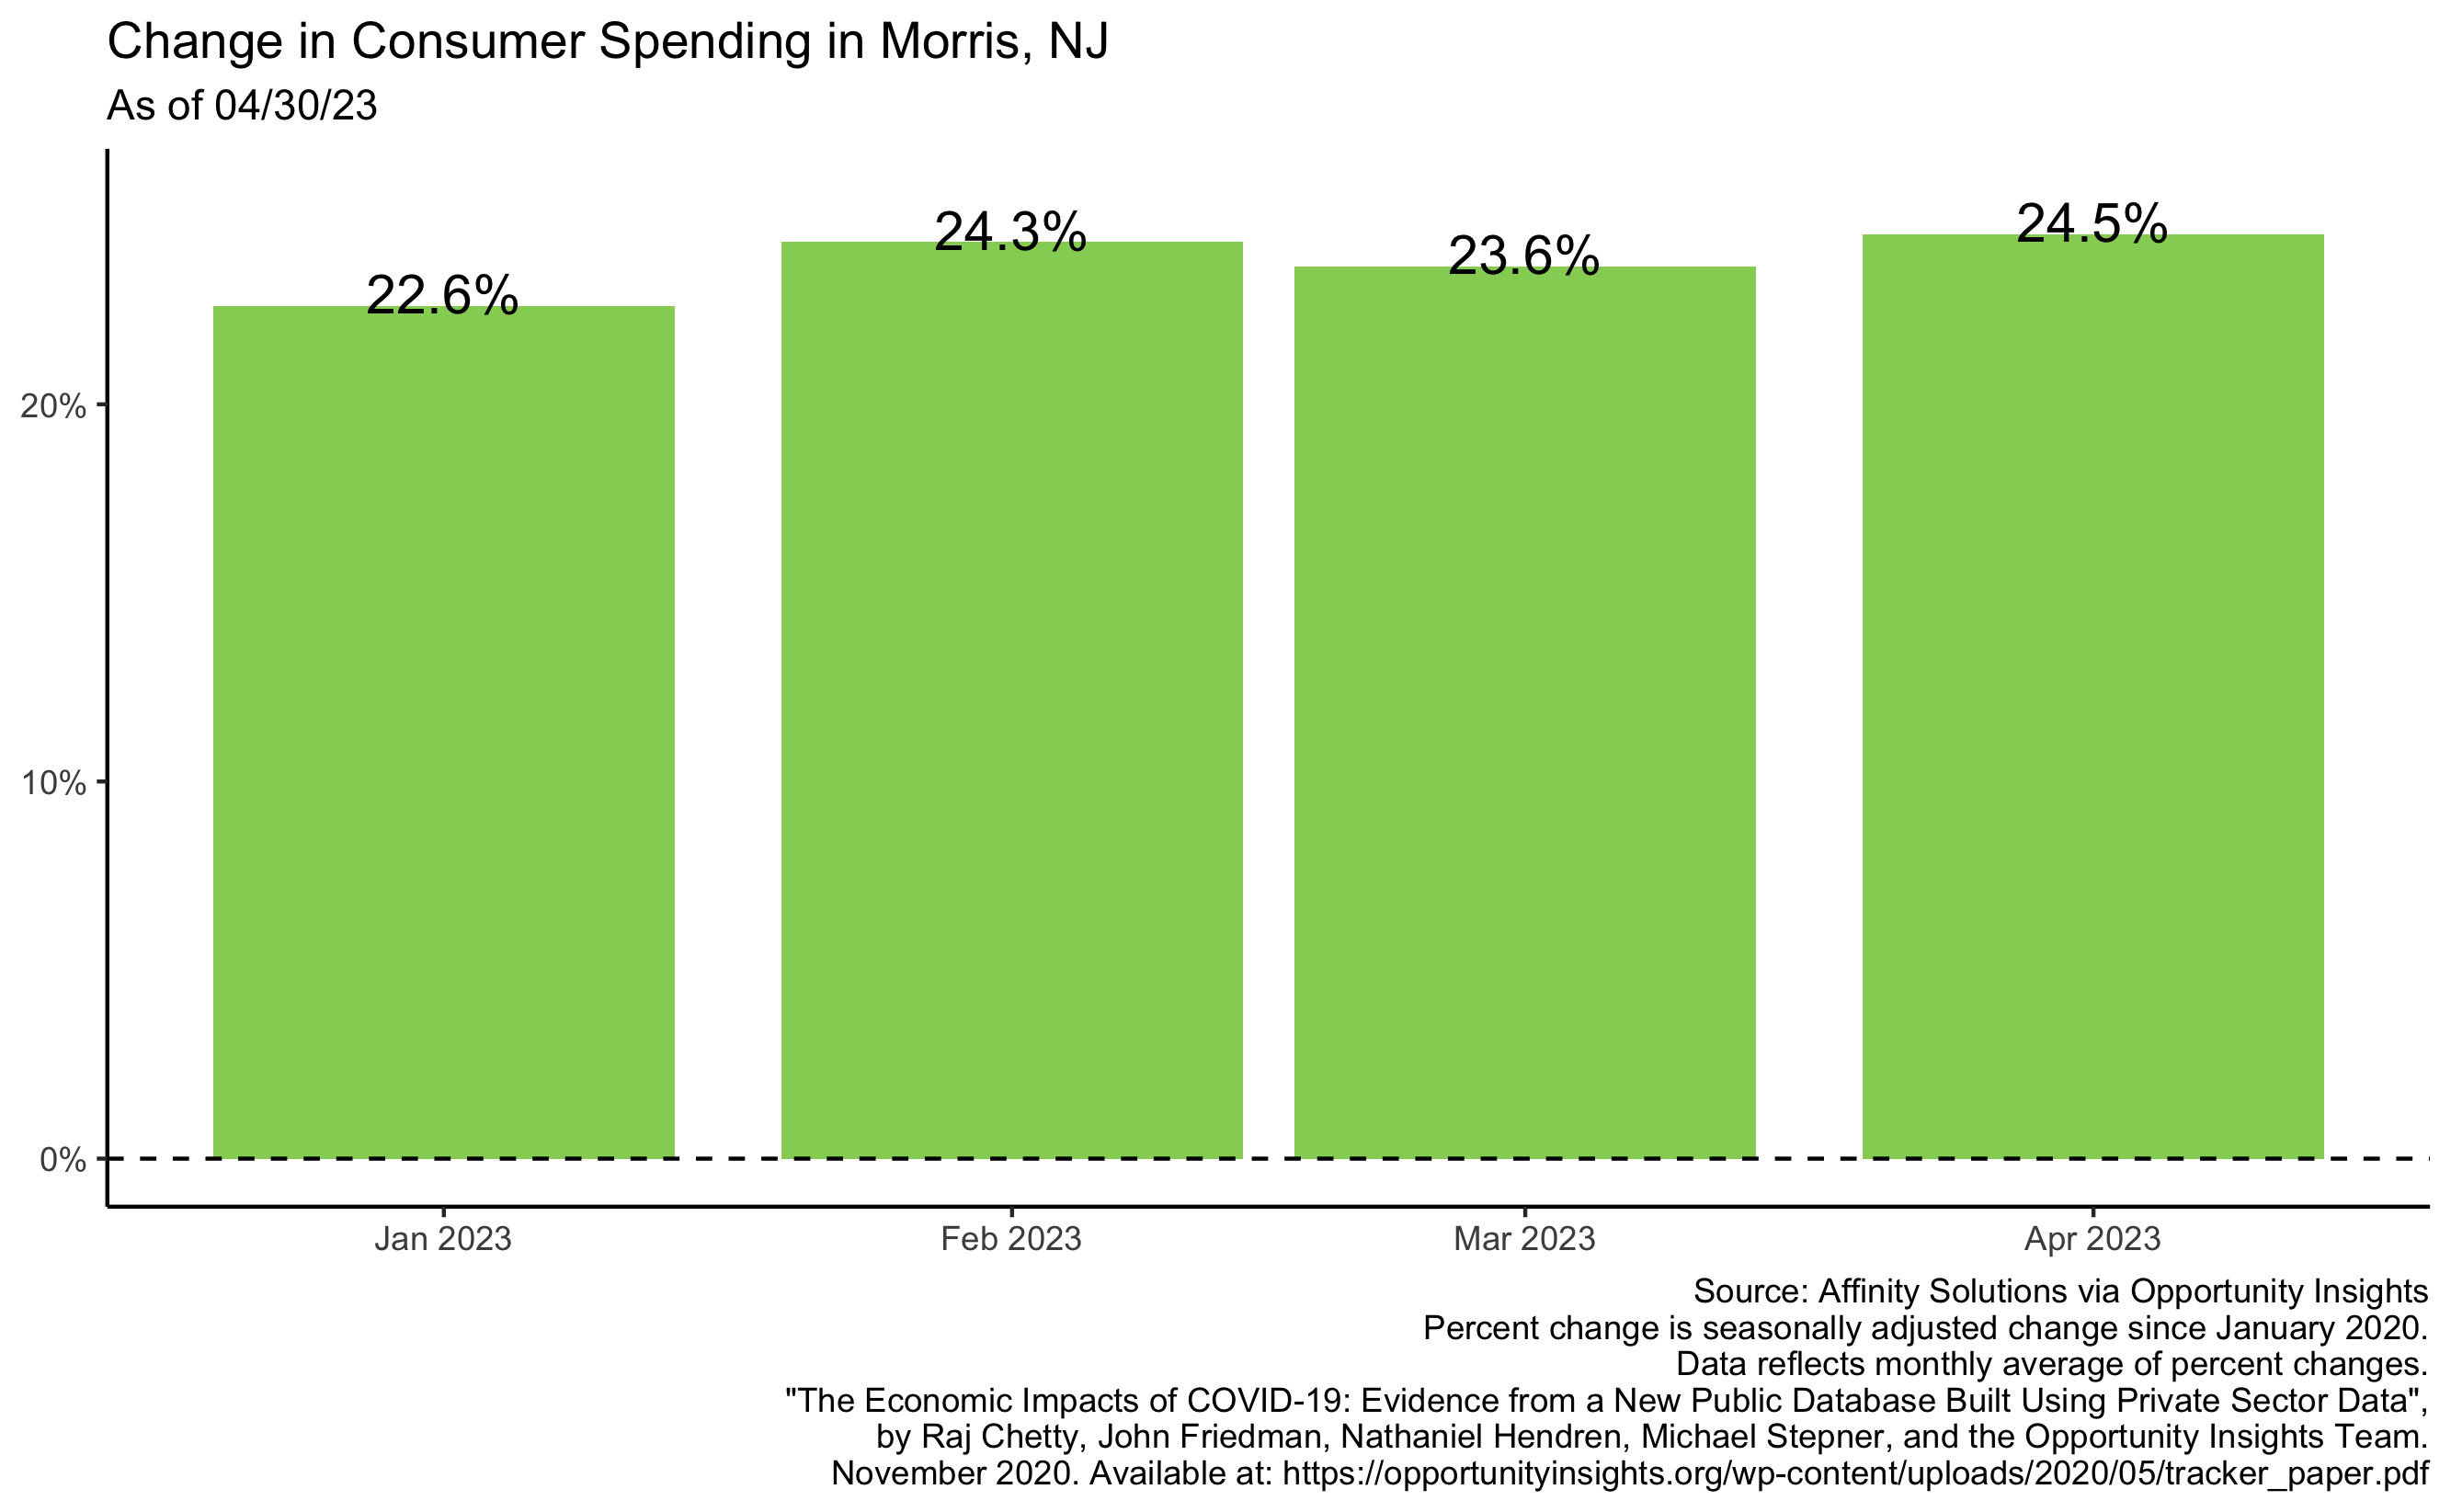 Change in Consumer Spending in Morris, NJ
As of 04/30/23
22.6%
24.3%
23.6%
24.5%
20%
10%
0%
Jan 2023
Feb 2023
Mar 2023
Apr 2023
Source: Affinity Solutions via Opportunity Insights
Percent change is seasonally adjusted change since January 2020.
Data reflects monthly average of percent changes.
"The Economic Impacts of COVID-19: Evidence from a New Public Database Built Using Private Sector Data",
by Raj Chetty, John Friedman, Nathaniel Hendren, Michael Stepner, and the Opportunity Insights Team.
November 2020. Available at: https://opportunityinsights.org/wp-content/uploads/2020/05/tracker_paper.pdf